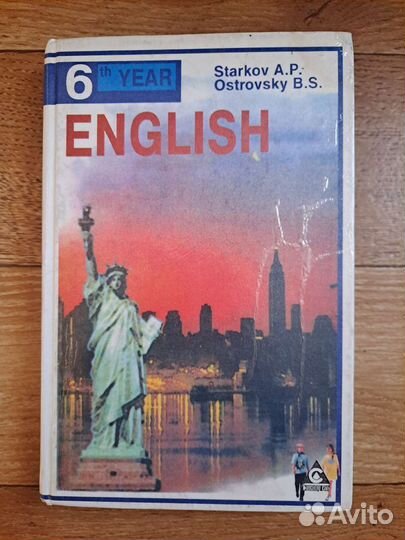 6th YEAR
Starkov A.P.
Ostrovsky B.S.
ENGLISH
Avito